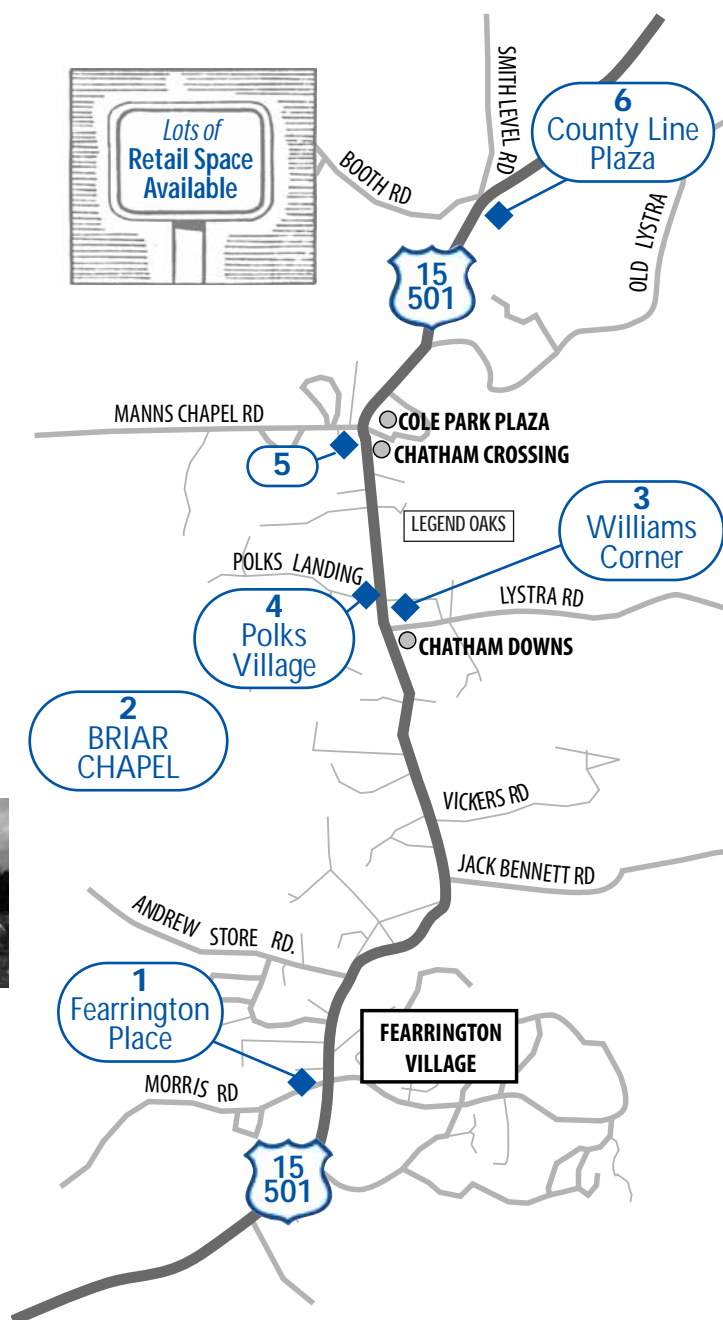 Lots of
Retail Space
Available
SMITH LEVEL RD
6
County Line
Plaza
BOOTH RD
OLD LYSTRA
15
501
MANNS CHAPEL RD
COLE PARK PLAZA
5
CHATHAM CROSSING
3
Williams
Corner
LEGEND OAKS
POLKS LANDING
LYSTRA RD
4
Polks
Village
CHATHAM DOWNS
2
BRIAR
CHAPEL
VICKERS RD
JACK BENNETT RD
ANDREW STORE RD.
1
Fearrington
Place
FEARRINGTON
VILLAGE
MORRIS RD
15
501